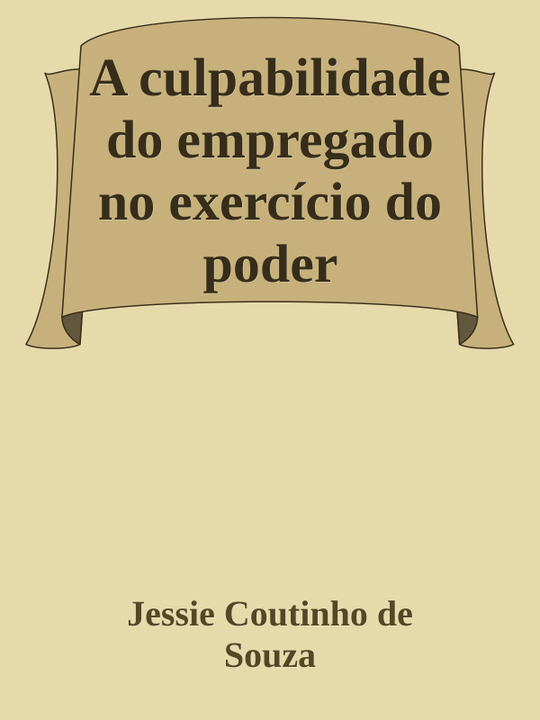 A culpabilidade
do empregado
no exercício do
poder
Jessie Coutinho de
Souza